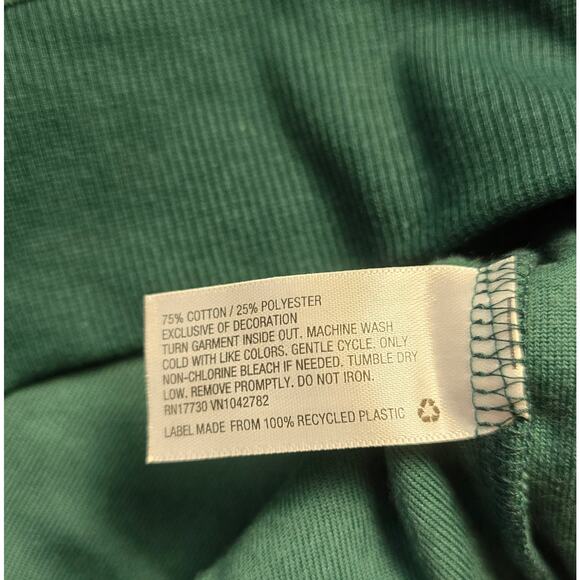 75% COTTON / 25% POLYESTER
EXCLUSIVE OF DECORATION
TURN GARMENT INSIDE OUT. MACHINE WASH
COLD WITH LIKE COLORS. GENTLE CYCLE. ONLY
NON-CHLORINE BLEACH IF NEEDED. TUMBLE DRY
LOW. REMOVE PROMPTLY. DO NOT IRON.
RN17730 VN1042782
LABEL MADE FROM 100% RECYCLED PLASTIC